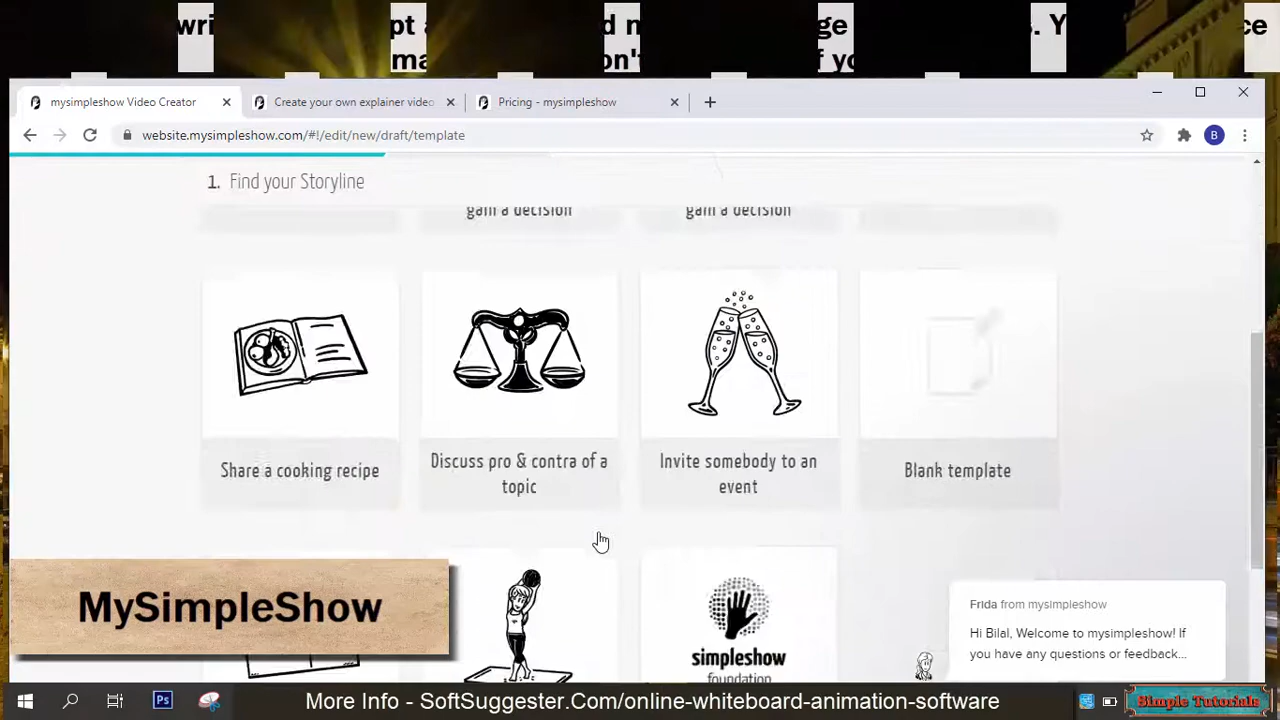 mysimpleshow Video Creator
Create your own explainer video
Pricing - mysimpleshow
website.mysimpleshow.com/#!/edit/new/draft/template
B
1. Find your Storyline
gain a decision
gain a decision
Share a cooking recipe
Discuss pro & contra of a
topic
Invite somebody to an
event
Blank template
simpleshow
foundation
Frida from mysimpleshow
Hi Bilal, Welcome to mysimpleshow! If
you have any questions or feedback...
MySimpleShow
Ps
More Info - SoftSuggester.Com/online-whiteboard-animation-software
Simple Tutorials